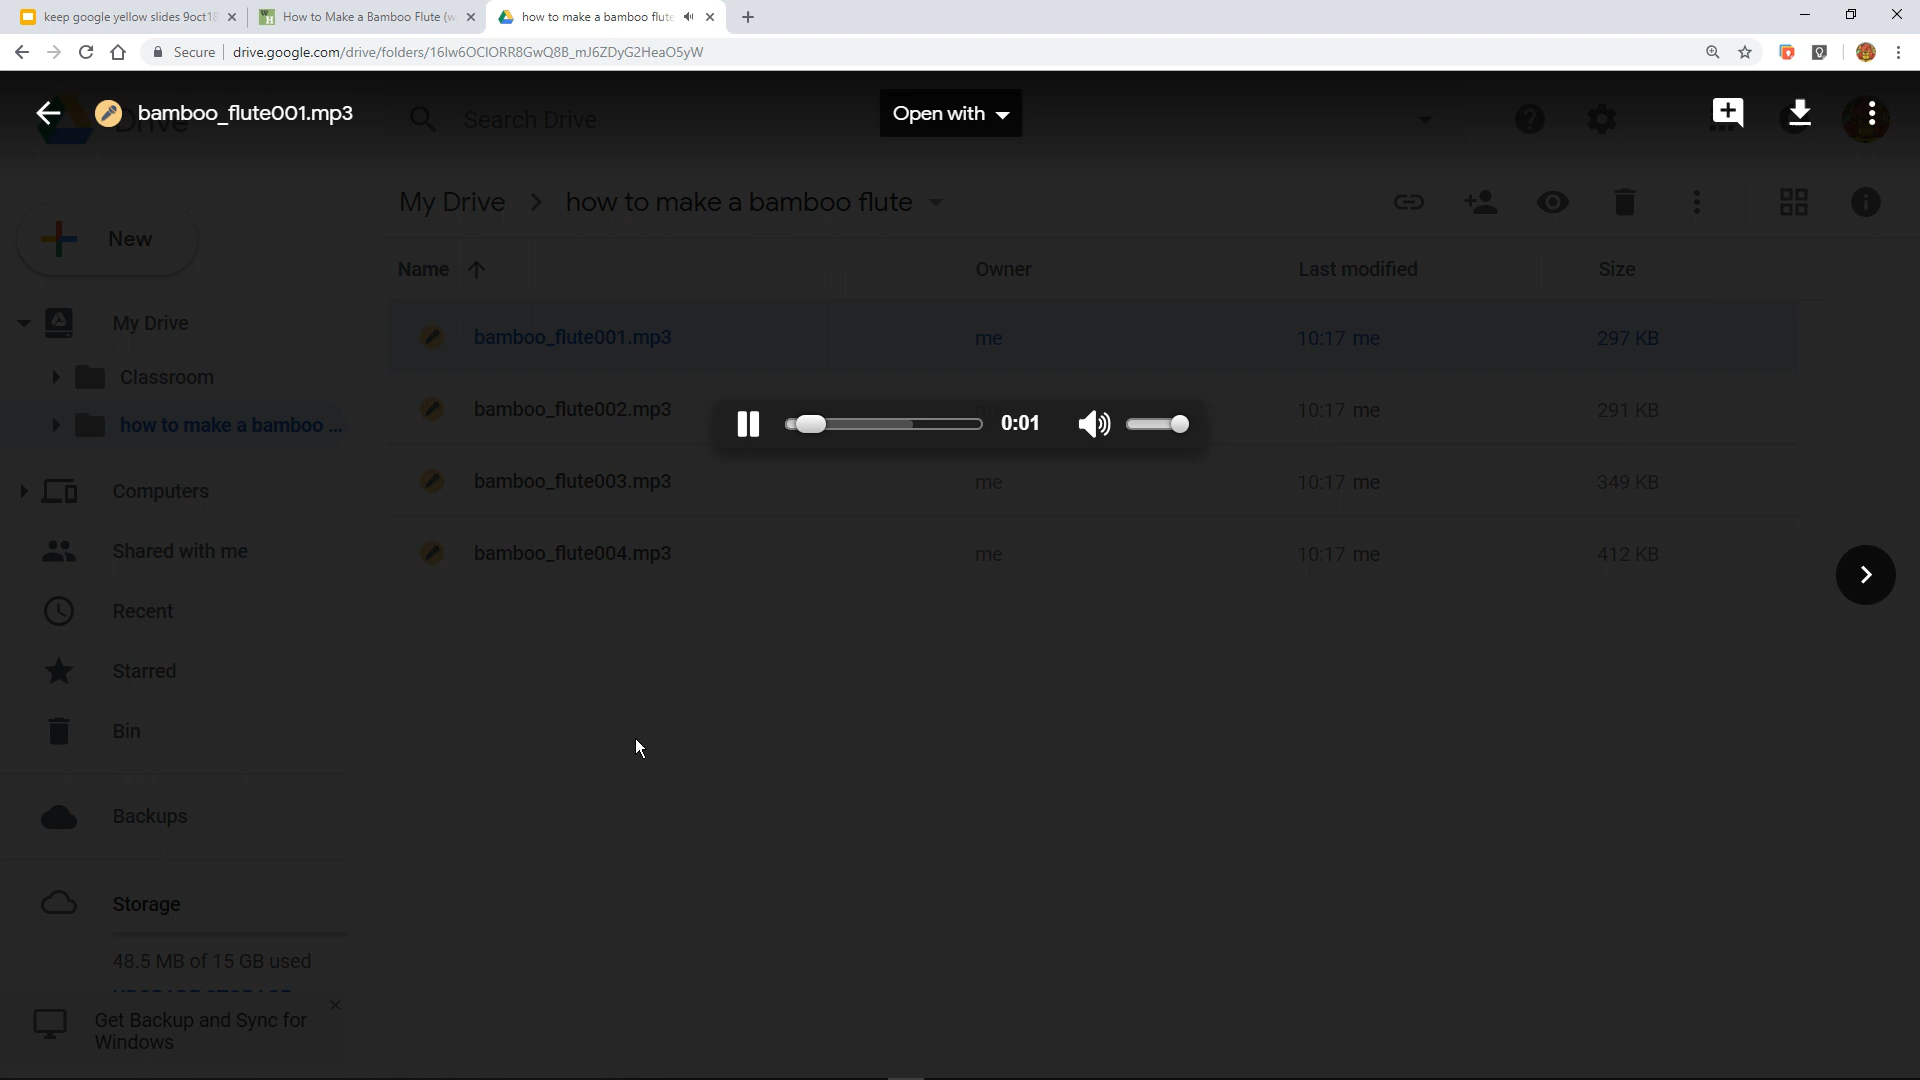 keep google yellow slides 9oct18
How to Make a Bamboo Flute (w
how to make a bamboo flute
Secure
drive.google.com/drive/folders/16lw6OCIORR8GwQ8B_mJ6ZDyG2HeaO5yW
bamboo_flute001.mp3
Drive
Search Drive
Open with
My Drive > how to make a bamboo flute
New
Name
Owner
Last modified
Size
My Drive
Classroom
how to make a bamboo ...
Computers
Shared with me
Recent
Starred
Bin
Backups
Storage
48.5 MB of 15 GB used
Get Backup and Sync for
Windows
bamboo_flute001.mp3 me 10:17 me 297 KB
bamboo_flute002.mp3 10:17 me 291 KB
0:01
bamboo_flute003.mp3 me 10:17 me 349 KB
bamboo_flute004.mp3 me 10:17 me 412 KB